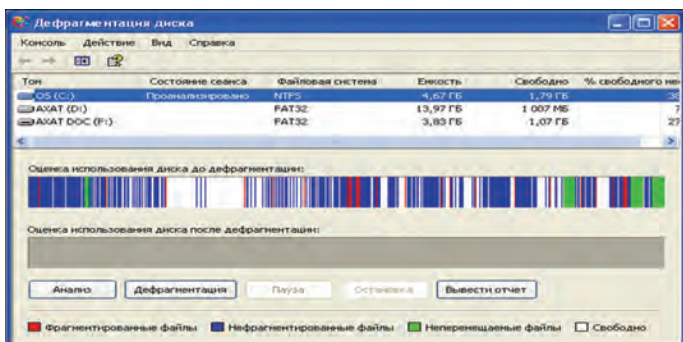 Дефрагментация диска
Консоль Действие Вид Справка
Том Состояние сеанса Файловая система Емкость Свободно % свободного
OS (C:) Проанализировано NTFS 4,67 ГБ 1,79 ГБ 38
AXAT (D:) FAT32 13,97 ГБ 1 007 МБ 7
AXAT DOC (F:) FAT32 3,83 ГБ 1,07 ГБ 27
Оценка использования диска до дефрагментации:
Оценка использования диска после дефрагментации:
Анализ Дефрагментация Пауза Остановка Вывести отчет
Фрагментированные файлы Нефрагментированные файлы Неперемещаемые файлы Свободно